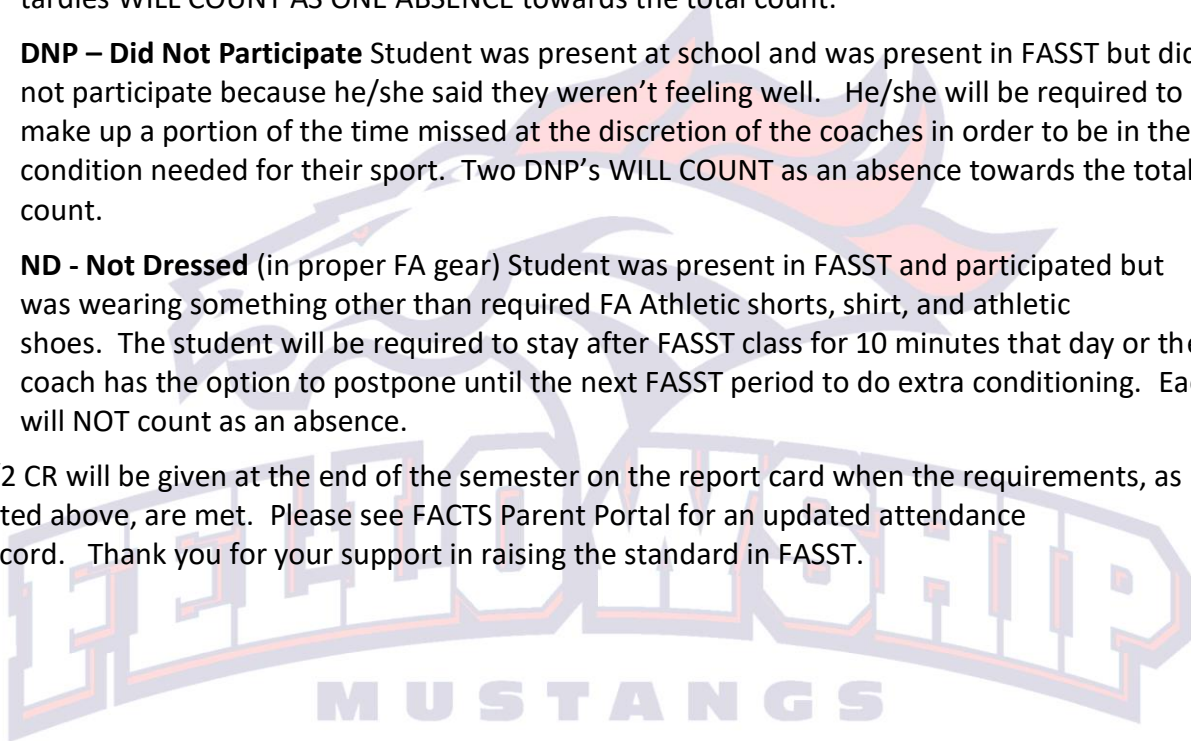 tardies WILL COUNT AS ONE ABSENCE towards the total count.
DNP – Did Not Participate Student was present at school and was present in FASST but did
not participate because he/she said they weren’t feeling well.   He/she will be required to
make up a portion of the time missed at the discretion of the coaches in order to be in the
condition needed for their sport.  Two DNP’s WILL COUNT as an absence towards the total
count.
ND - Not Dressed (in proper FA gear) Student was present in FASST and participated but
was wearing something other than required FA Athletic shorts, shirt, and athletic
shoes.  The student will be required to stay after FASST class for 10 minutes that day or the
coach has the option to postpone until the next FASST period to do extra conditioning.  Eac
will NOT count as an absence.
2 CR will be given at the end of the semester on the report card when the requirements, as
ted above, are met.  Please see FACTS Parent Portal for an updated attendance
cord.   Thank you for your support in raising the standard in FASST.
FELLOWSHIP
MUSTANGS